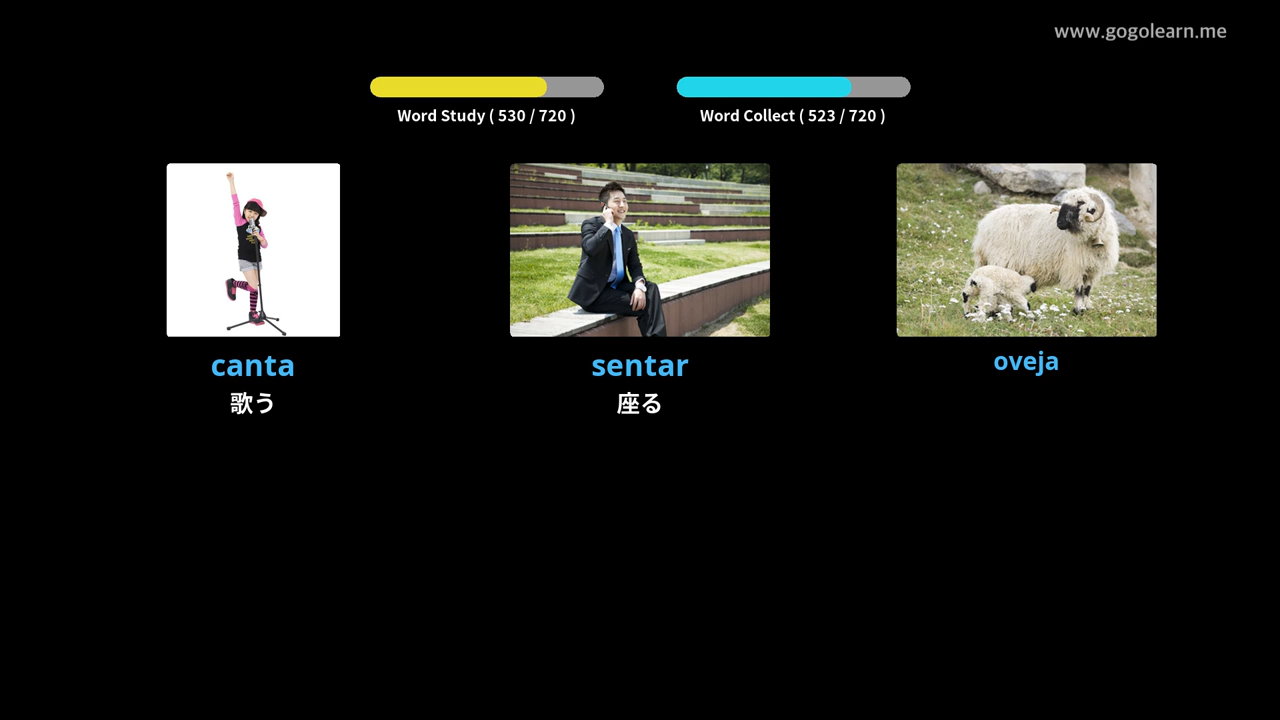 www.gogolearn.me
Word Study ( 530 / 720 )
Word Collect ( 523 / 720 )
canta
歌う
sentar
座る
oveja